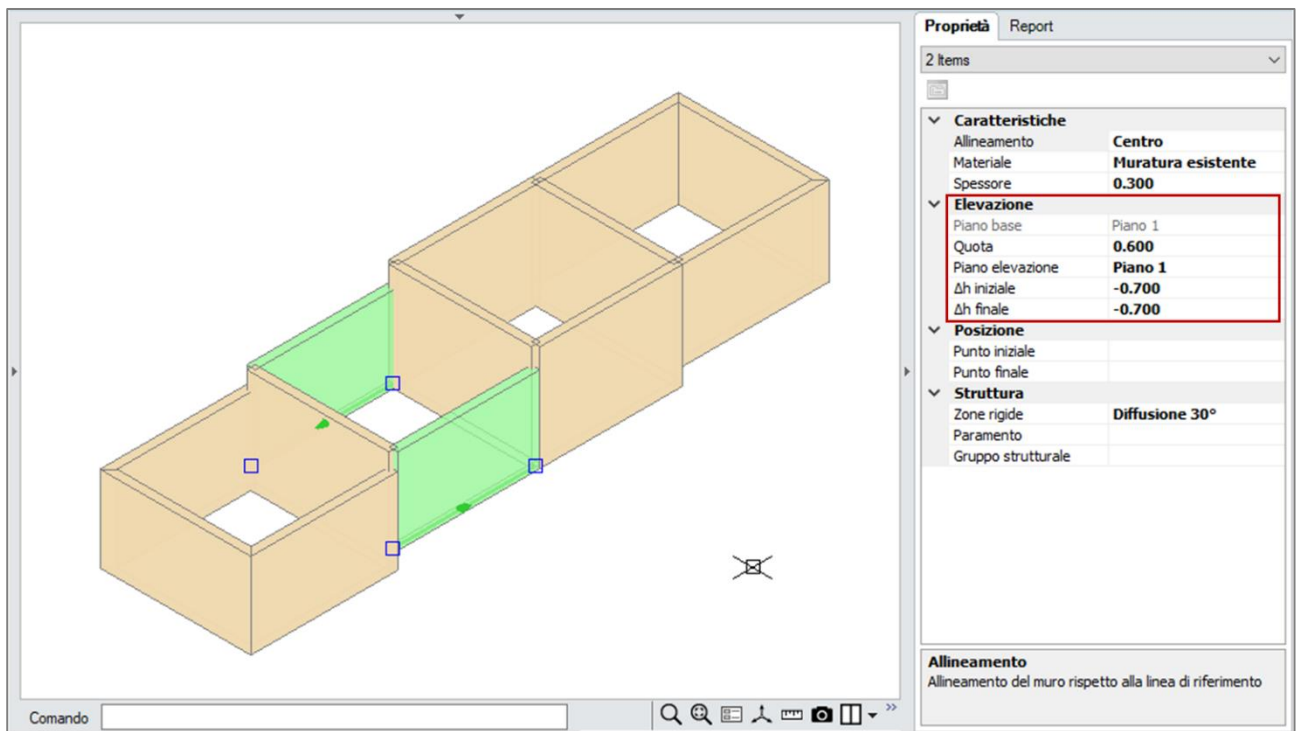 Proprietà Report
2 Items
Caratteristiche
Allineamento Centro
Materiale Muratura esistente
Spessore 0.300
Elevazione
Piano base Piano 1
Quota 0.600
Piano elevazione Piano 1
Δh iniziale -0.700
Δh finale -0.700
Posizione
Punto iniziale
Punto finale
Struttura
Zone rigide Diffusione 30°
Paramento
Gruppo strutturale
Allineamento
Allineamento del muro rispetto alla linea di riferimento
Comando